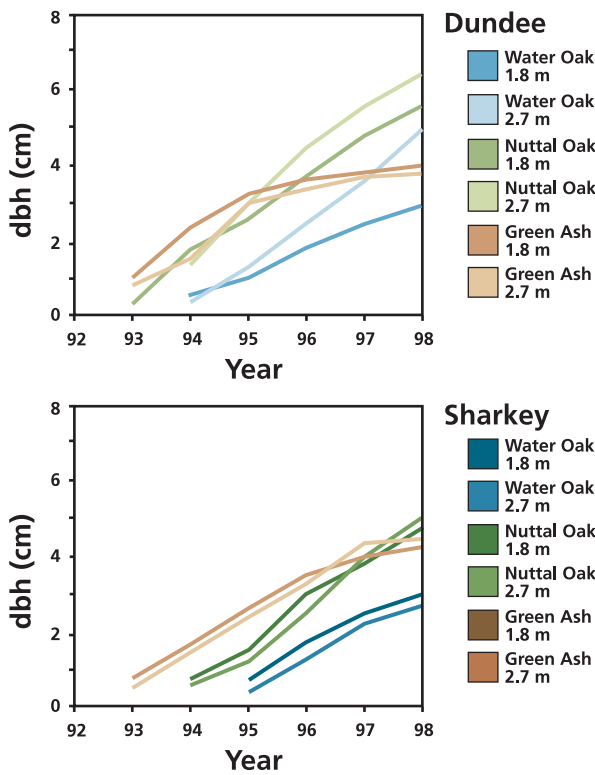 Dundee
Water Oak
1.8 m
Water Oak
2.7 m
Nuttal Oak
1.8 m
Nuttal Oak
2.7 m
Green Ash
1.8 m
Green Ash
2.7 m
dbh (cm)
8
6
4
2
0
92 93 94 95 96 97 98
Year
Sharkey
Water Oak
1.8 m
Water Oak
2.7 m
Nuttal Oak
1.8 m
Nuttal Oak
2.7 m
Green Ash
1.8 m
Green Ash
2.7 m
dbh (cm)
8
6
4
2
0
92 93 94 95 96 97 98
Year